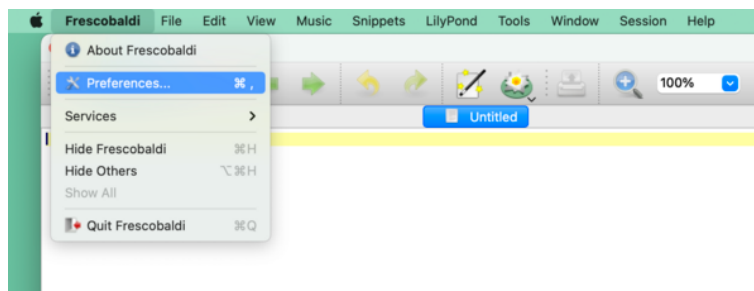 Frescobaldi File Edit View Music Snippets LilyPond Tools Window Session Help
About Frescobaldi
Preferences... ⌘ ,
100%
Services
Untitled
Hide Frescobaldi ⌘H
Hide Others ⌥⌘H
Show All
Quit Frescobaldi ⌘Q